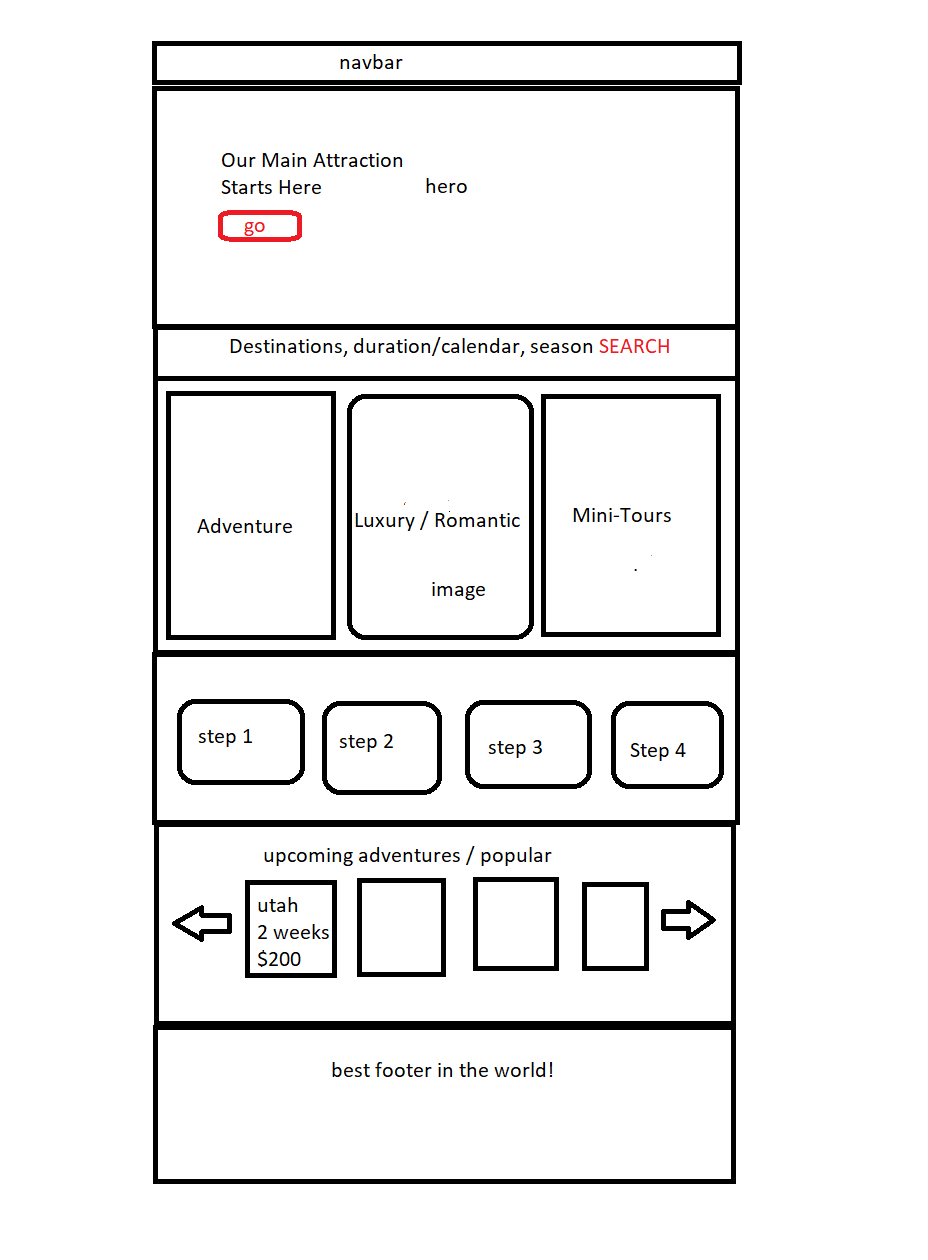 navbar
Our Main Attraction
Starts Here
hero
go
Destinations, duration/calendar, season SEARCH
Adventure
Luxury / Romantic
image
Mini-Tours
step 1
step 2
step 3
Step 4
upcoming adventures / popular
utah
2 weeks
$200
best footer in the world!